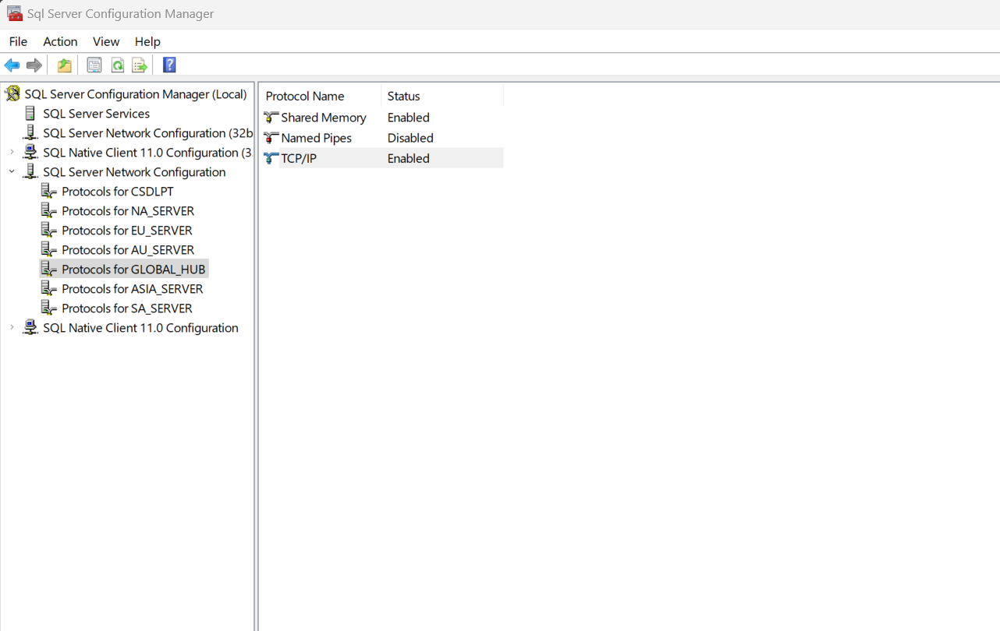 Sql Server Configuration Manager
File Action View Help
SQL Server Configuration Manager (Local)
SQL Server Services
SQL Server Network Configuration (32b
SQL Native Client 11.0 Configuration (3
SQL Server Network Configuration
Protocols for CSDLPT
Protocols for NA_SERVER
Protocols for EU_SERVER
Protocols for AU_SERVER
Protocols for GLOBAL_HUB
Protocols for ASIA_SERVER
Protocols for SA_SERVER
SQL Native Client 11.0 Configuration
Protocol Name Status
Shared Memory Enabled
Named Pipes Disabled
TCP/IP Enabled